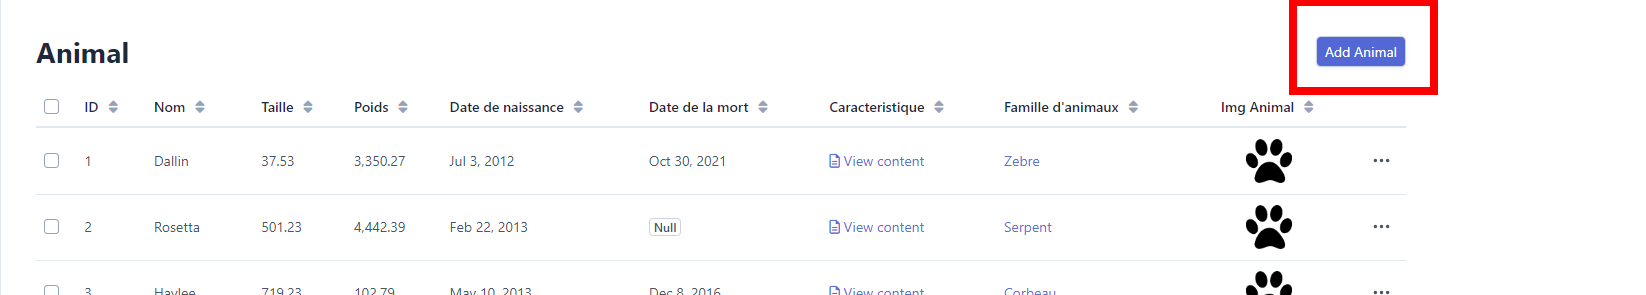 Animal
Add Animal
ID Nom Taille Poids Date de naissance Date de la mort Caracteristique Famille d'animaux Img Animal
1 Dallin 37.53 3,350.27 Jul 3, 2012 Oct 30, 2021 View content Zebre
2 Rosetta 501.23 4,442.39 Feb 22, 2013 Null View content Serpent
3 Haylee 719.23 102.79 May 10, 2013 Dec 8, 2016 View content Corbeau